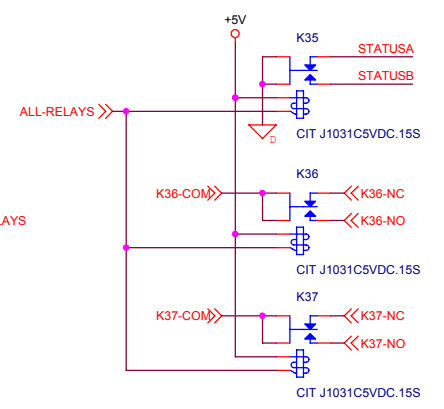 +5V
K35
STATUSA
STATUSB
ALL-RELAYS
D
CIT J1031C5VDC.15S
K36
K36-COM
K36-NC
K36-NO
LAYS
CIT J1031C5VDC.15S
K37
K37-COM
K37-NC
K37-NO
CIT J1031C5VDC.15S